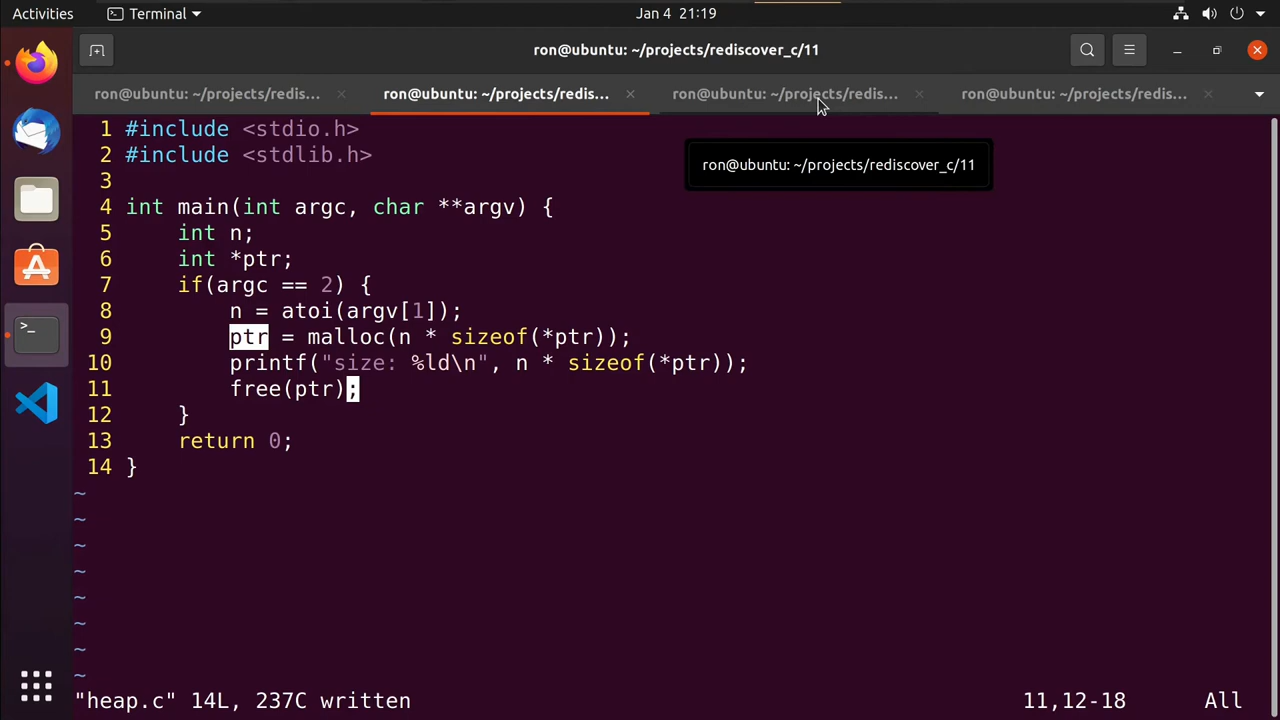 Activities Terminal Jan 4 21:19
ron@ubuntu: ~/projects/rediscover_c/11
ron@ubuntu: ~/projects/redis... ron@ubuntu: ~/projects/redis... ron@ubuntu: ~/projects/redis... ron@ubuntu: ~/projects/redis...
ron@ubuntu: ~/projects/rediscover_c/11
1 #include <stdio.h>
2 #include <stdlib.h>
3
4 int main(int argc, char **argv) {
5     int n;
6     int *ptr;
7     if(argc == 2) {
8         n = atoi(argv[1]);
9         ptr = malloc(n * sizeof(*ptr));
10         printf("size: %ld\n", n * sizeof(*ptr));
11         free(ptr);
12     }
13     return 0;
14 }
~
~
~
~
~
~
~
~
"heap.c" 14L, 237C written 11,12-18 All